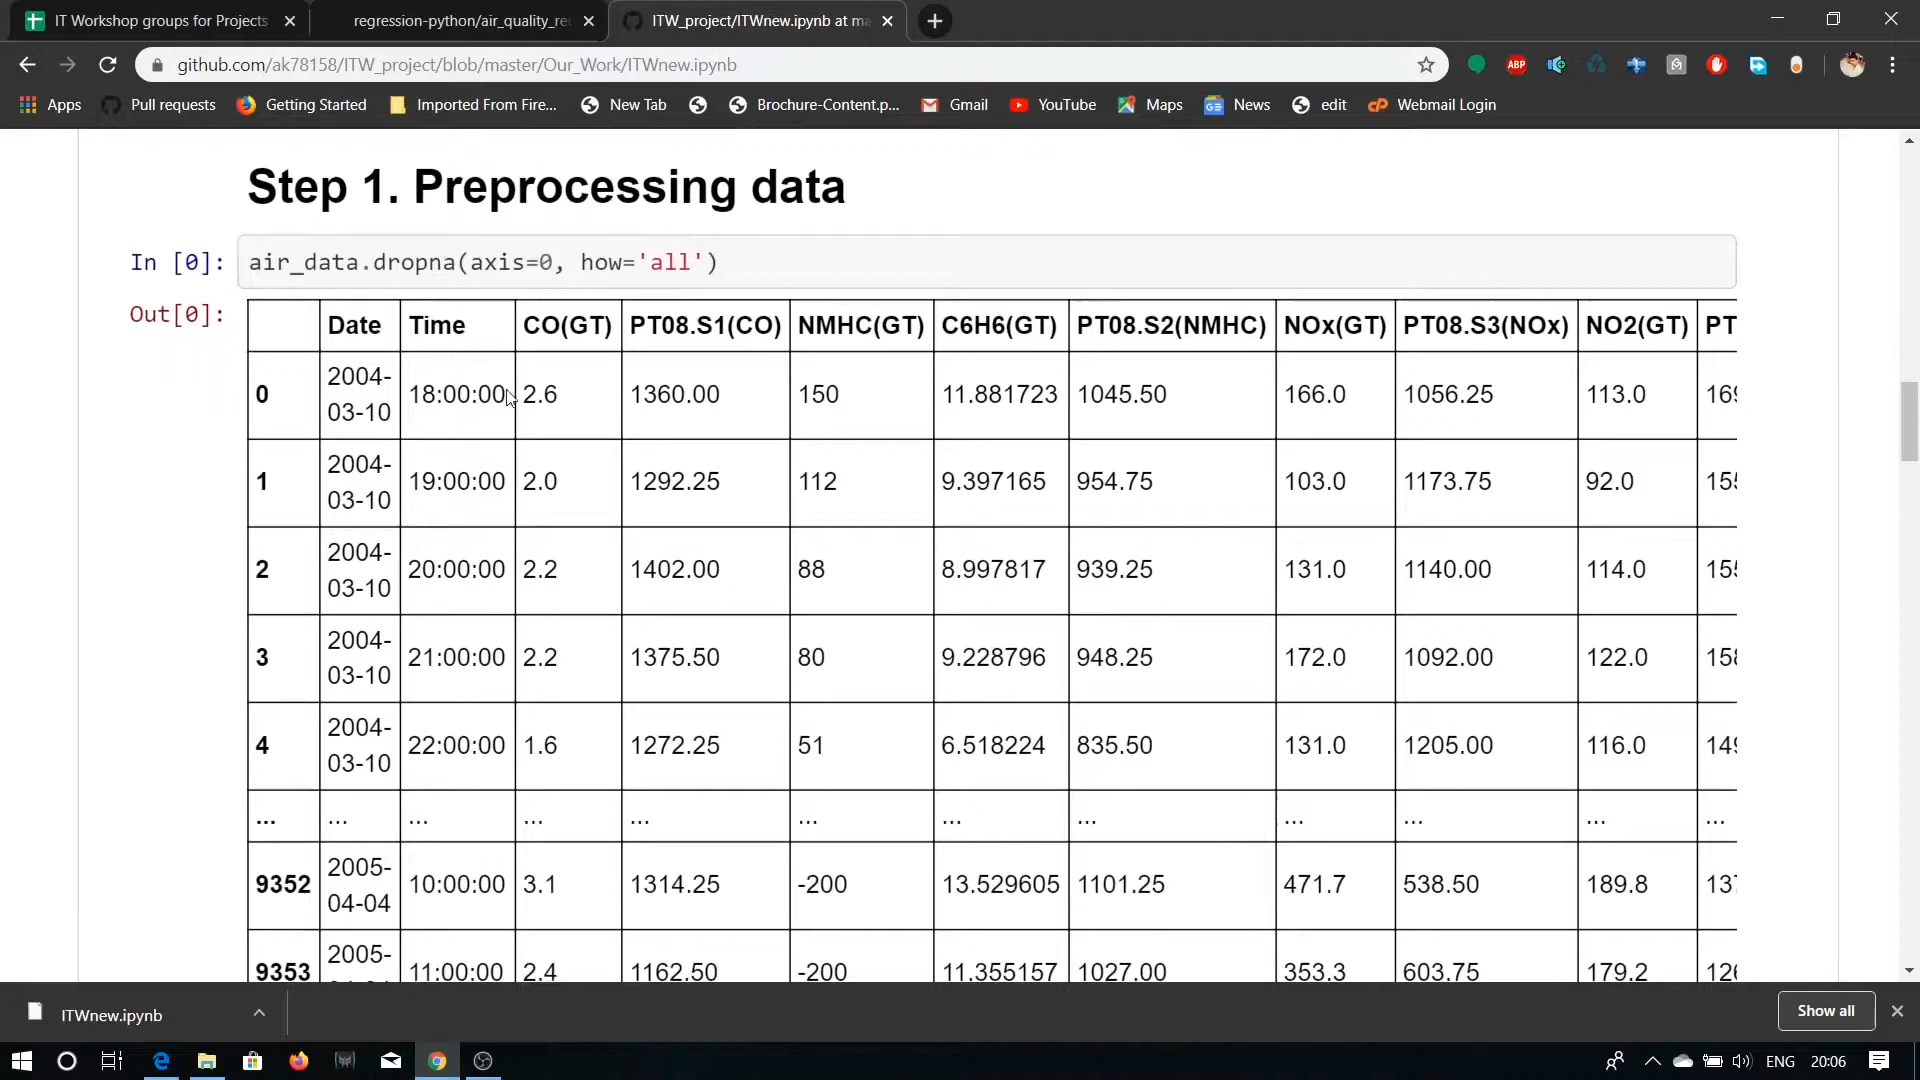 IT Workshop groups for Projects
regression-python/air_quality_re
ITW_project/ITWnew.ipynb at ma
github.com/ak78158/ITW_project/blob/master/Our_Work/ITWnew.ipynb
ABP
Apps Pull requests Getting Started Imported From Fire... New Tab Brochure-Content.p... Gmail YouTube Maps News edit Webmail Login
Step 1. Preprocessing data
In [0]: air_data.dropna(axis=0, how='all')
Out[0]:
Date Time CO(GT) PT08.S1(CO) NMHC(GT) C6H6(GT) PT08.S2(NMHC) NOx(GT) PT08.S3(NOx) NO2(GT) PT
0 2004-03-10 18:00:00 2.6 1360.00 150 11.881723 1045.50 166.0 1056.25 113.0 169
1 2004-03-10 19:00:00 2.0 1292.25 112 9.397165 954.75 103.0 1173.75 92.0 155
2 2004-03-10 20:00:00 2.2 1402.00 88 8.997817 939.25 131.0 1140.00 114.0 155
3 2004-03-10 21:00:00 2.2 1375.50 80 9.228796 948.25 172.0 1092.00 122.0 158
4 2004-03-10 22:00:00 1.6 1272.25 51 6.518224 835.50 131.0 1205.00 116.0 149
... ... ... ... ... ... ... ... ... ... ... ...
9352 2005-04-04 10:00:00 3.1 1314.25 -200 13.529605 1101.25 471.7 538.50 189.8 137
9353 2005- 11:00:00 2.4 1162.50 -200 11.355157 1027.00 353.3 603.75 179.2 126
ITWnew.ipynb
Show all
ENG 20:06